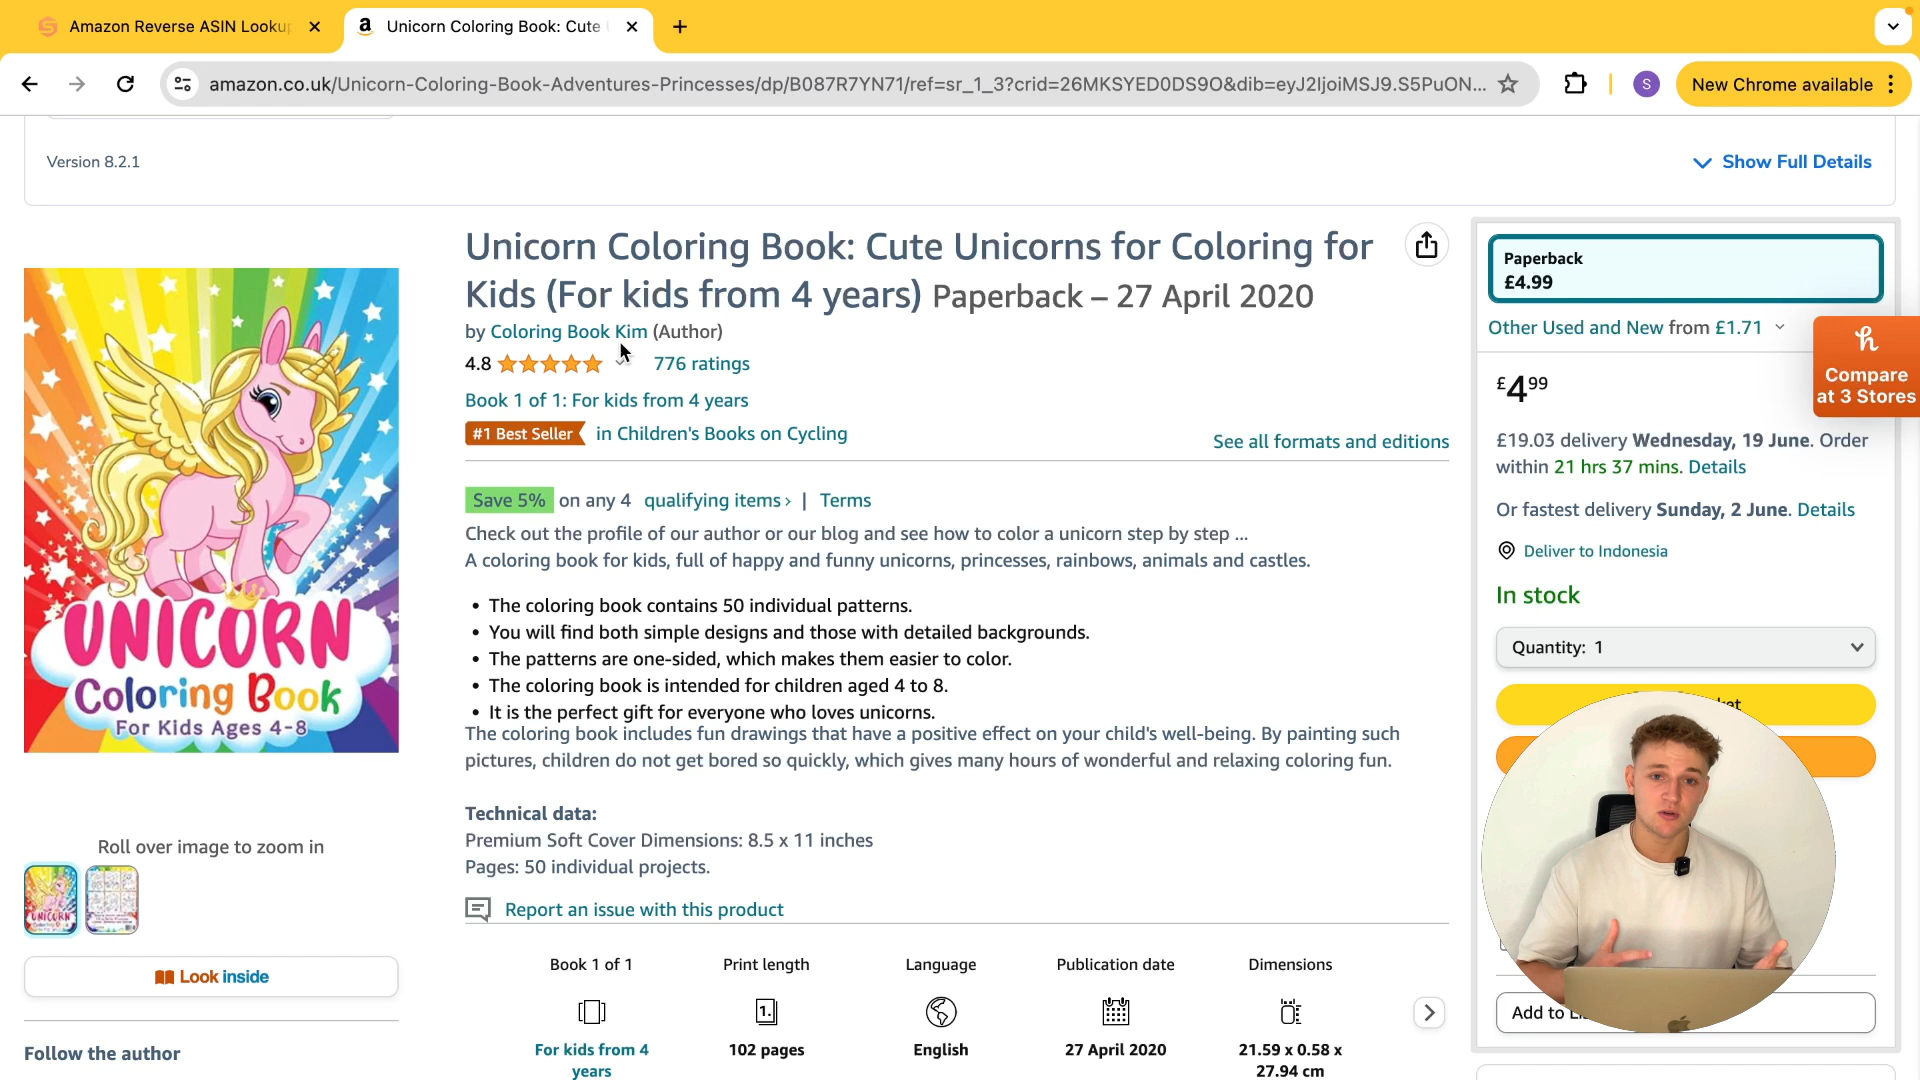 Amazon Reverse ASIN Lookup
Unicorn Coloring Book: Cute
amazon.co.uk/Unicorn-Coloring-Book-Adventures-Princesses/dp/B087R7YN71/ref=sr_1_3?crid=26MKSYED0DS9O&dib=eyJ2IjoiMSJ9.S5PuON...
S
New Chrome available
Version 8.2.1
Show Full Details
Unicorn Coloring Book: Cute Unicorns for Coloring for
Kids (For kids from 4 years) Paperback – 27 April 2020
by Coloring Book Kim (Author)
4.8 776 ratings
Book 1 of 1: For kids from 4 years
#1 Best Seller in Children's Books on Cycling
See all formats and editions
Save 5% on any 4 qualifying items › | Terms
Check out the profile of our author or our blog and see how to color a unicorn step by step ...
A coloring book for kids, full of happy and funny unicorns, princesses, rainbows, animals and castles.
• The coloring book contains 50 individual patterns.
• You will find both simple designs and those with detailed backgrounds.
• The patterns are one-sided, which makes them easier to color.
• The coloring book is intended for children aged 4 to 8.
• It is the perfect gift for everyone who loves unicorns.
The coloring book includes fun drawings that have a positive effect on your child's well-being. By painting such
pictures, children do not get bored so quickly, which gives many hours of wonderful and relaxing coloring fun.
Technical data:
Premium Soft Cover Dimensions: 8.5 x 11 inches
Pages: 50 individual projects.
Report an issue with this product
Book 1 of 1
For kids from 4
years
Print length
1.
102 pages
Language
English
Publication date
27 April 2020
Dimensions
21.59 x 0.58 x
27.94 cm
UNICORN
Coloring Book
For Kids Ages 4-8
Roll over image to zoom in
UNICORN
Look inside
Follow the author
Paperback
£4.99
Other Used and New from £1.71
£4.99
£19.03 delivery Wednesday, 19 June. Order
within 21 hrs 37 mins. Details
Or fastest delivery Sunday, 2 June. Details
Deliver to Indonesia
In stock
Quantity: 1
Add to
h
Compare
at 3 Stores